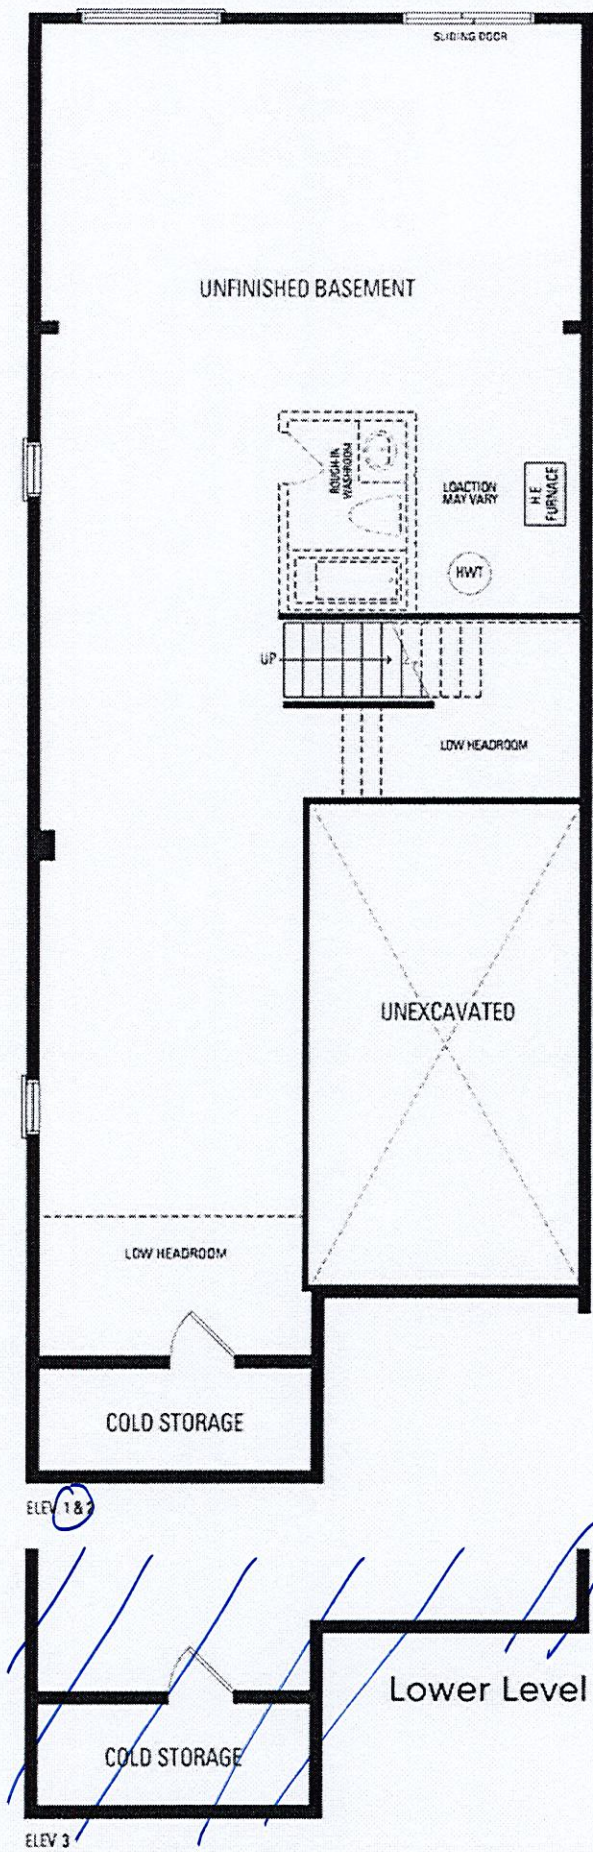 SLIDING DOOR
UNFINISHED BASEMENT
ROUGH-IN
WASHROOM
LOACTION
MAY VARY
H.E
FURNACE
HWT
UP
LOW HEADROOM
UNEXCAVATED
LOW HEADROOM
COLD STORAGE
ELEV. 1 & 2
Lower Level
COLD STORAGE
ELEV 3